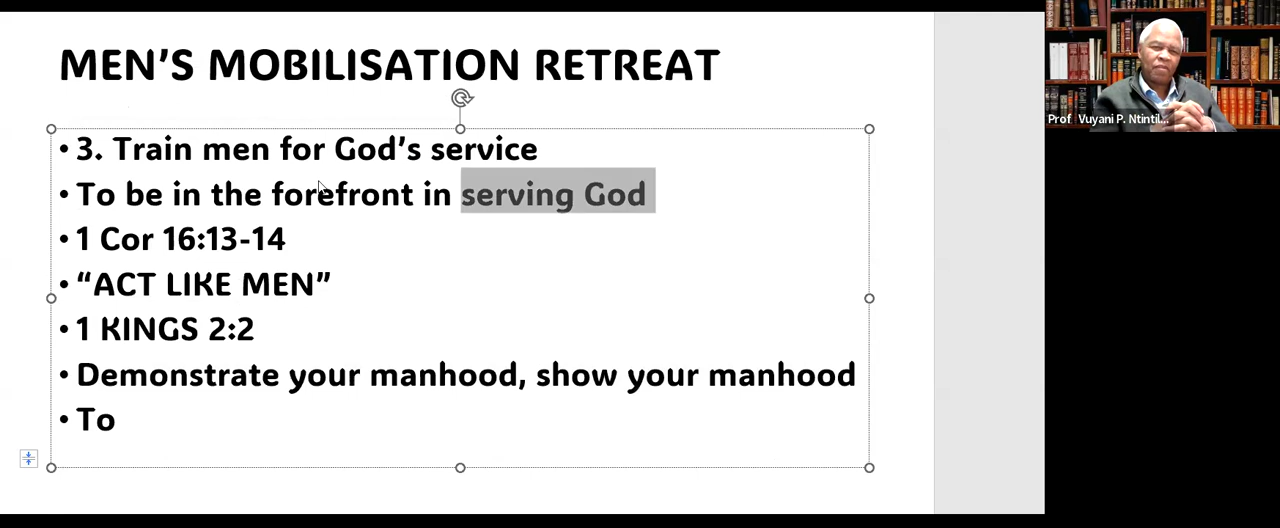 MEN'S MOBILISATION RETREAT
• 3. Train men for God's service
• To be in the forefront in serving God
• 1 Cor 16:13-14
• "ACT LIKE MEN"
• 1 KINGS 2:2
• Demonstrate your manhood, show your manhood
• To
Prof Vuyani P. Ntintil...